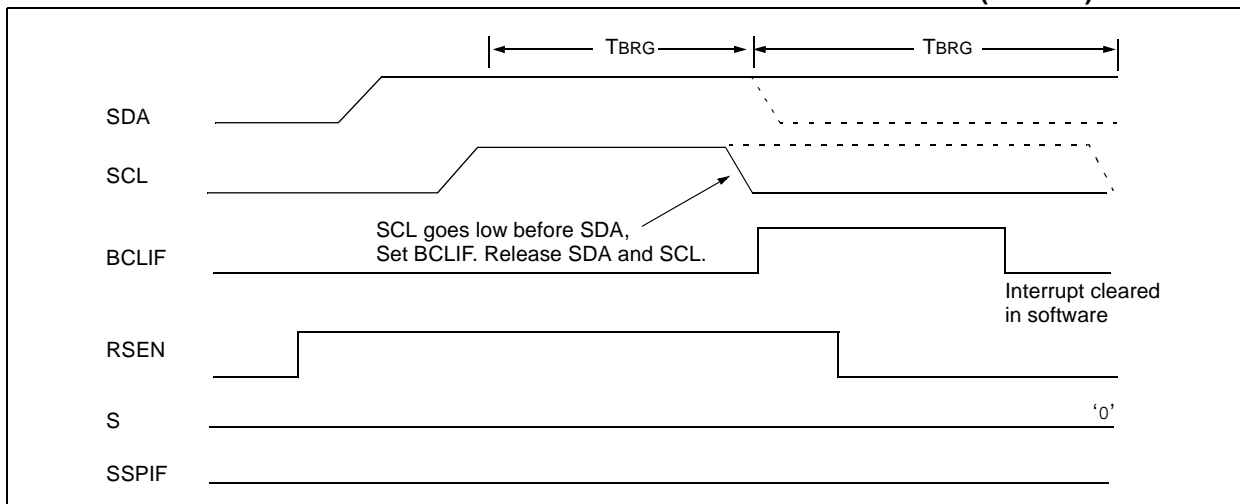 TBRG
TBRG
SDA
SCL
SCL goes low before SDA,
Set BCLIF. Release SDA and SCL.
BCLIF
Interrupt cleared
in software
RSEN
S
‘0’
SSPIF